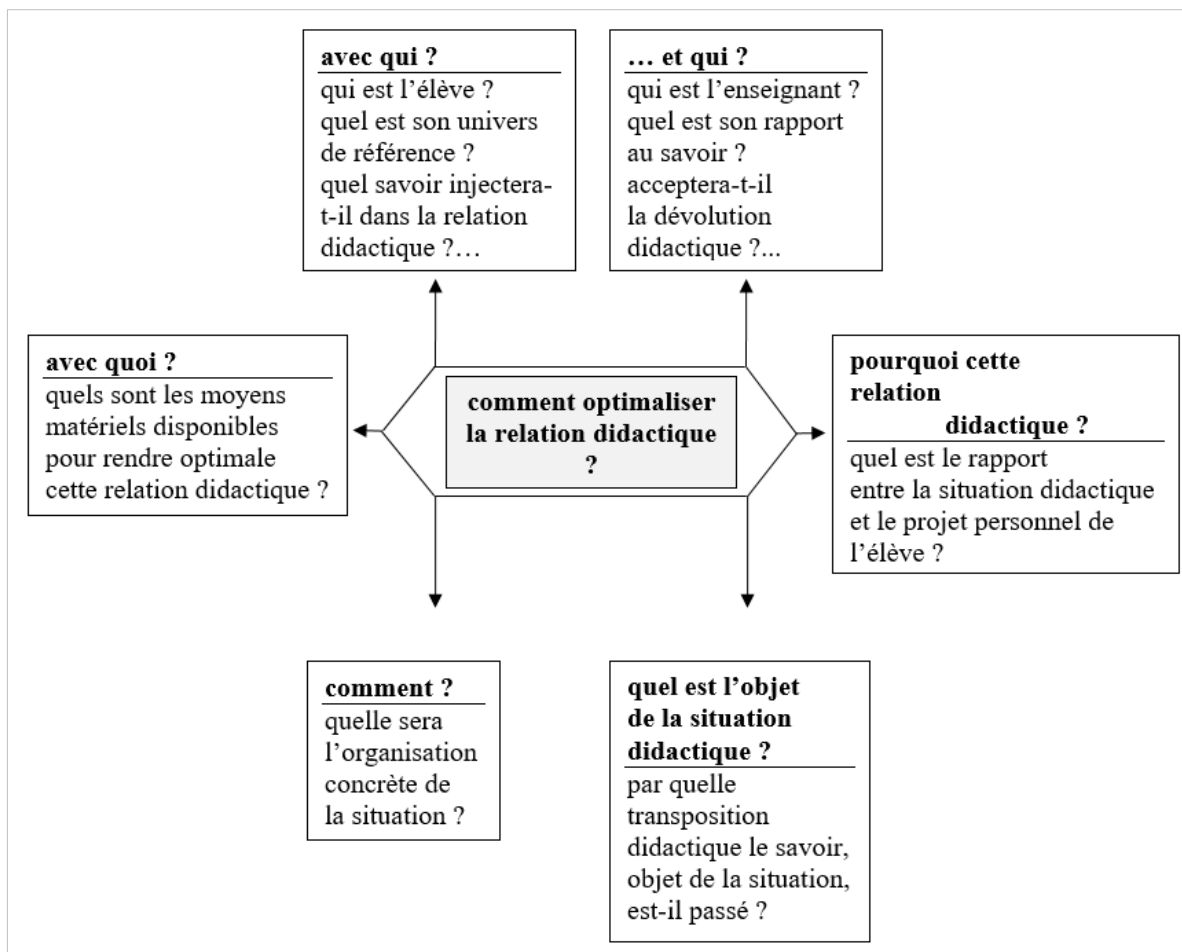 avec qui ?
qui est l’élève ?
quel est son univers
de référence ?
quel savoir injectera-
t-il dans la relation
didactique ?…
… et qui ?
qui est l’enseignant ?
quel est son rapport
au savoir ?
acceptera-t-il
la dévolution
didactique ?...
avec quoi ?
quels sont les moyens
matériels disponibles
pour rendre optimale
cette relation didactique ?
comment optimaliser
la relation didactique
?
pourquoi cette
relation
didactique ?
quel est le rapport
entre la situation didactique
et le projet personnel de
l’élève ?
comment ?
quelle sera
l’organisation
concrète de
la situation ?
quel est l’objet
de la situation
didactique ?
par quelle
transposition
didactique le savoir,
objet de la situation,
est-il passé ?